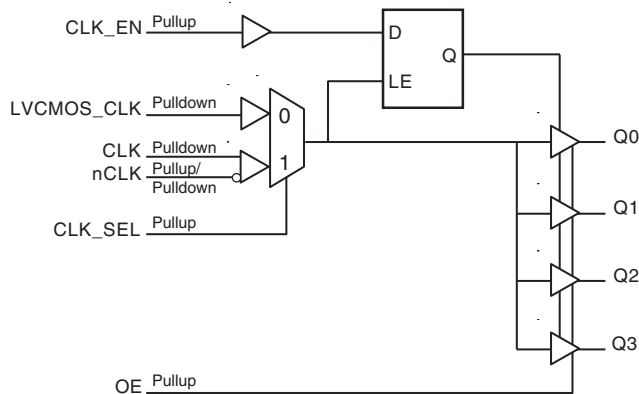 CLK_EN Pullup
D
Q
LE
LVCMOS_CLK Pulldown
0
CLK Pulldown
nCLK Pullup/
Pulldown
1
CLK_SEL Pullup
Q0
Q1
Q2
Q3
OE Pullup